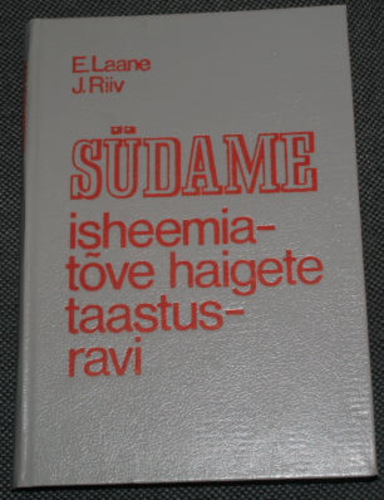 E. Laane
J. Riiv
SÜDAME
isheemia-
tõve haigete
taastus-
ravi